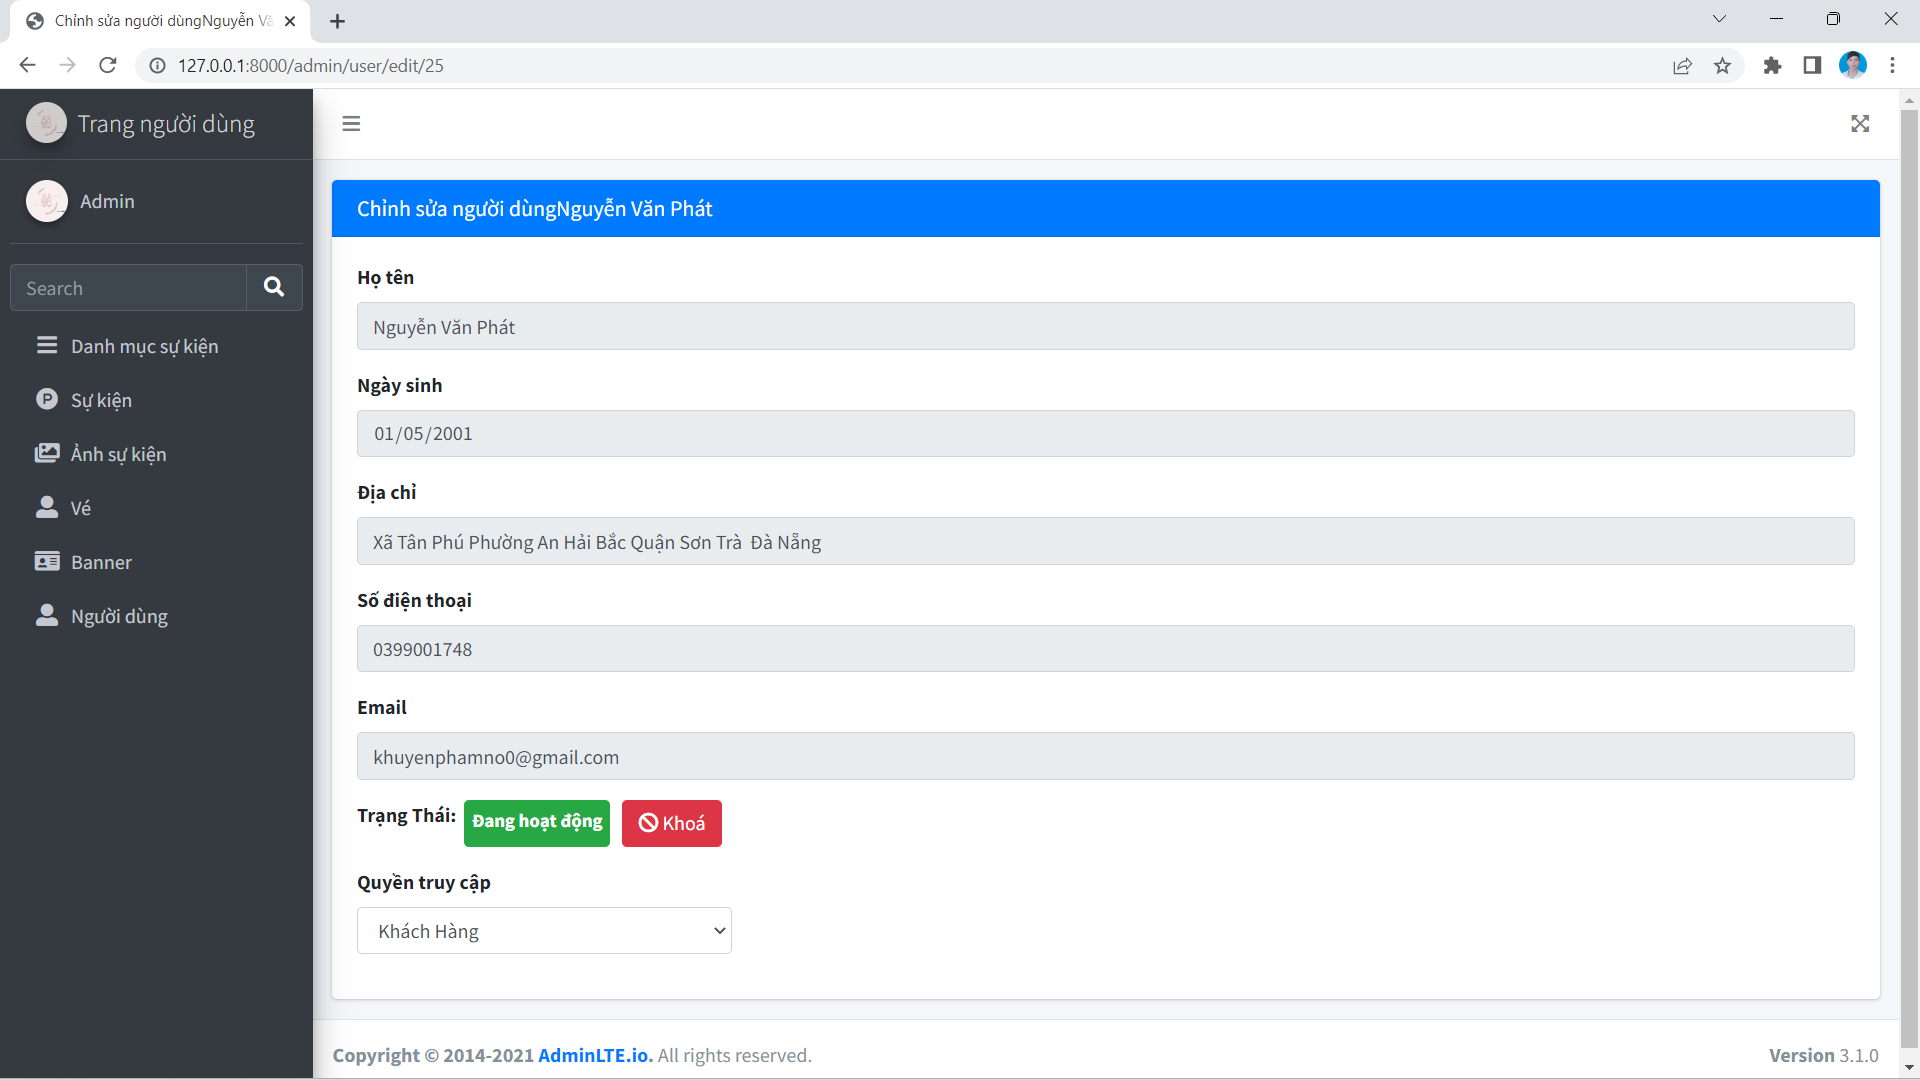 Chỉnh sửa người dùngNguyễn Vă
127.0.0.1:8000/admin/user/edit/25
Trang người dùng
Admin
Search
Danh mục sự kiện
Sự kiện
Ảnh sự kiện
Vé
Banner
Người dùng
Chỉnh sửa người dùngNguyễn Văn Phát
Họ tên
Nguyễn Văn Phát
Ngày sinh
01/05/2001
Địa chỉ
Xã Tân Phú Phường An Hải Bắc Quận Sơn Trà  Đà Nẵng
Số điện thoại
0399001748
Email
khuyenphamno0@gmail.com
Trạng Thái: Đang hoạt động Khoá
Quyền truy cập
Khách Hàng
Copyright © 2014-2021 AdminLTE.io. All rights reserved.
Version 3.1.0